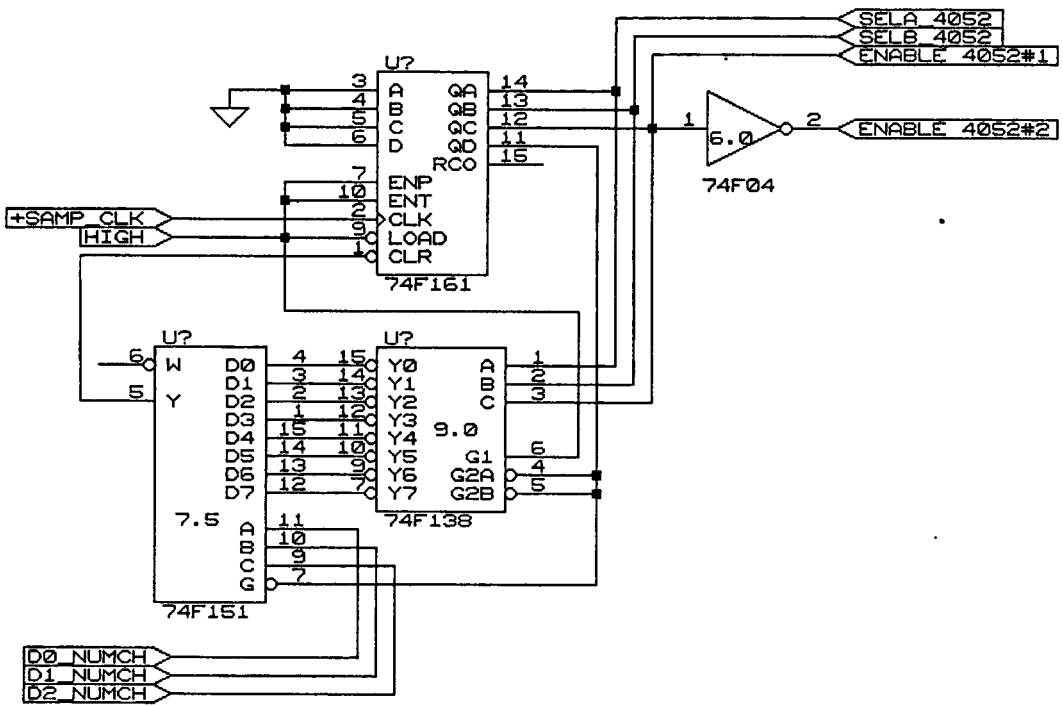 SELA_4052
SELB_4052
ENABLE 4052#1
ENABLE 4052#2
U?
3 A QA 14
4 B QB 13
5 C QC 12
6 D QD 11
RCO 15
7 ENP
10 ENT
2 CLK
9 LOAD
1 CLR
74F161
1 6.0 2
74F04
+SAMP_CLK
HIGH
U?
6 W D0 4
5 Y D1 3
D2 2
D3 1
D4 15
D5 14
D6 13
D7 12
7.5
A 11
B 10
C 9
G 7
74F151
U?
15 Y0 A 1
14 Y1 B 2
13 Y2 C 3
12 Y3
11 Y4 9.0
10 Y5 G1 6
9 Y6 G2A 4
7 Y7 G2B 5
74F138
D0_NUMCH
D1_NUMCH
D2_NUMCH